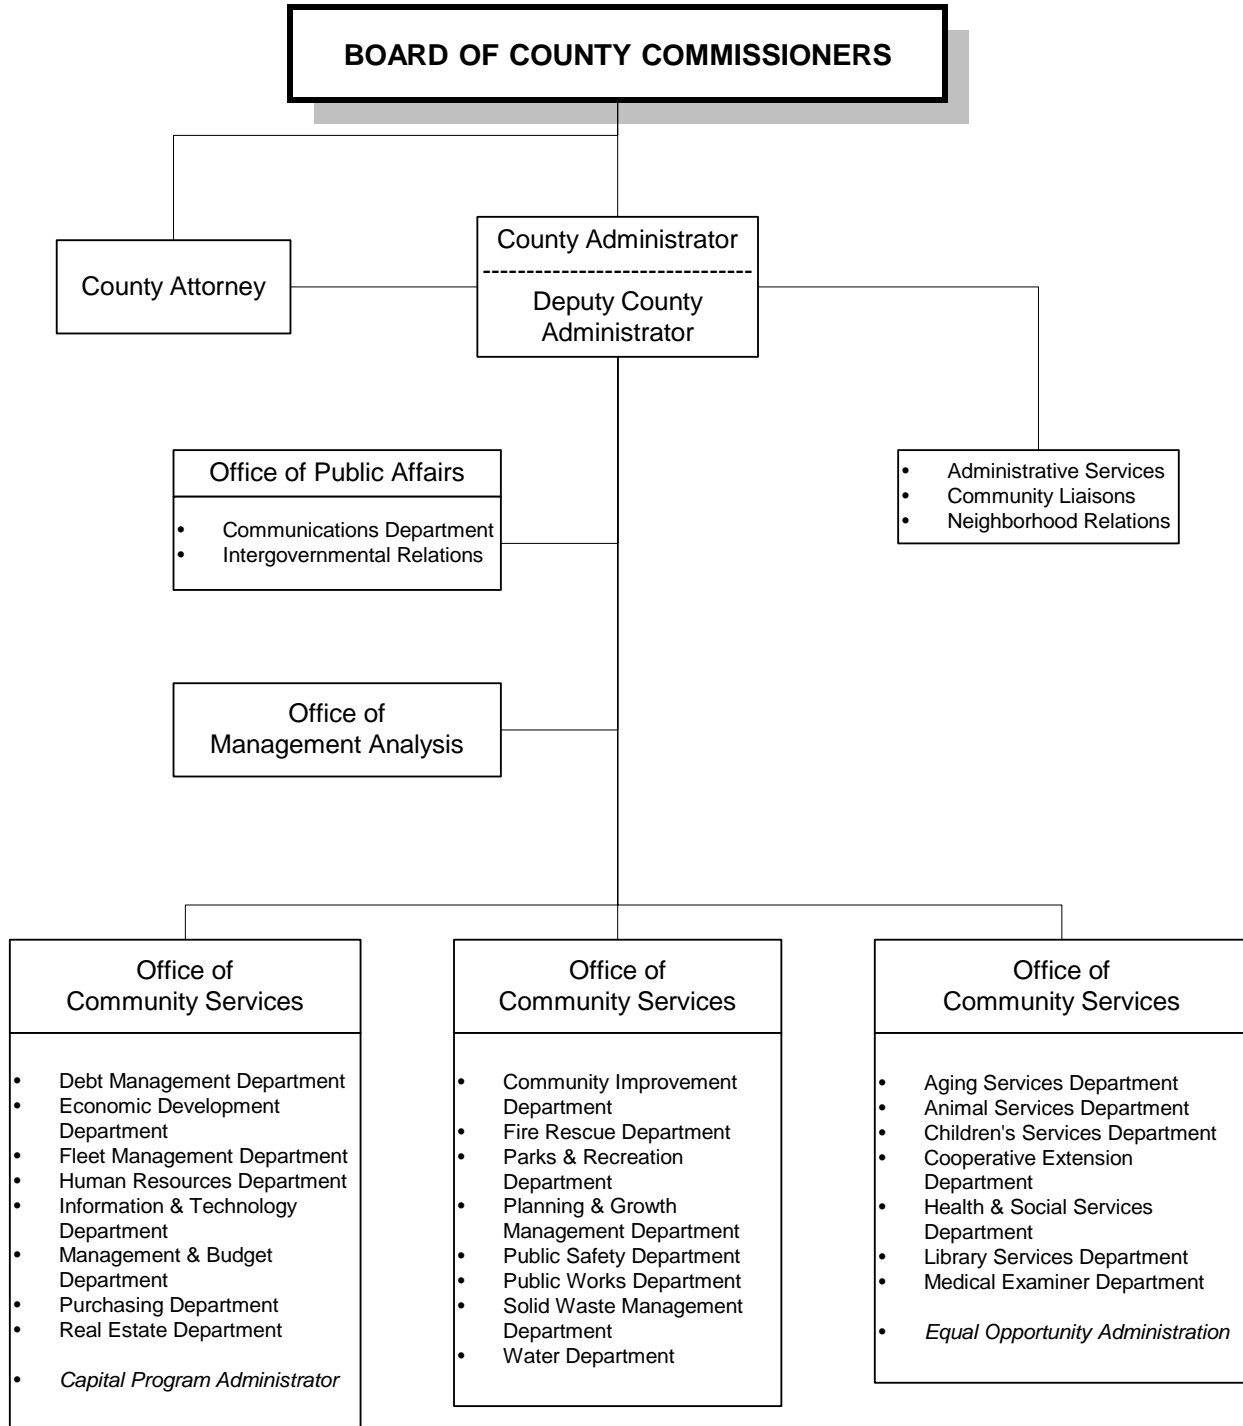 BOARD OF COUNTY COMMISSIONERS
County Administrator
-------------------------------
Deputy County
Administrator
County Attorney
Office of Public Affairs
• Communications Department
• Intergovernmental Relations
• Administrative Services
• Community Liaisons
• Neighborhood Relations
Office of
Management Analysis
Office of
Community Services
• Debt Management Department
• Economic Development
Department
• Fleet Management Department
• Human Resources Department
• Information & Technology
Department
• Management & Budget
Department
• Purchasing Department
• Real Estate Department
• Capital Program Administrator
Office of
Community Services
• Community Improvement
Department
• Fire Rescue Department
• Parks & Recreation
Department
• Planning & Growth
Management Department
• Public Safety Department
• Public Works Department
• Solid Waste Management
Department
• Water Department
Office of
Community Services
• Aging Services Department
• Animal Services Department
• Children's Services Department
• Cooperative Extension
Department
• Health & Social Services
Department
• Library Services Department
• Medical Examiner Department
• Equal Opportunity Administration